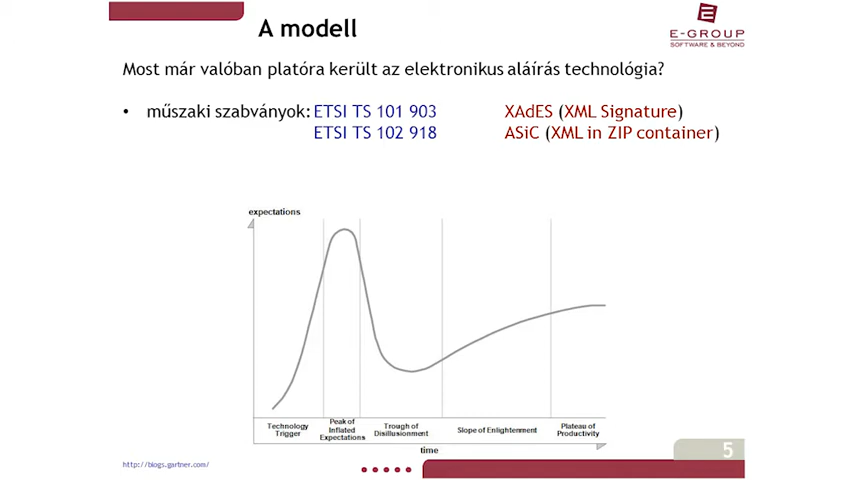 A modell
E-GROUP
SOFTWARE & BEYOND
Most már valóban platóra került az elektronikus aláírás technológia?
• műszaki szabványok: ETSI TS 101 903 XAdES (XML Signature)
ETSI TS 102 918 ASiC (XML in ZIP container)
expectations
Technology
Trigger
Peak of
Inflated
Expectations
Trough of
Disillusionment
Slope of Enlightenment
Plateau of
Productivity
time
5
http://blogs.gartner.com/